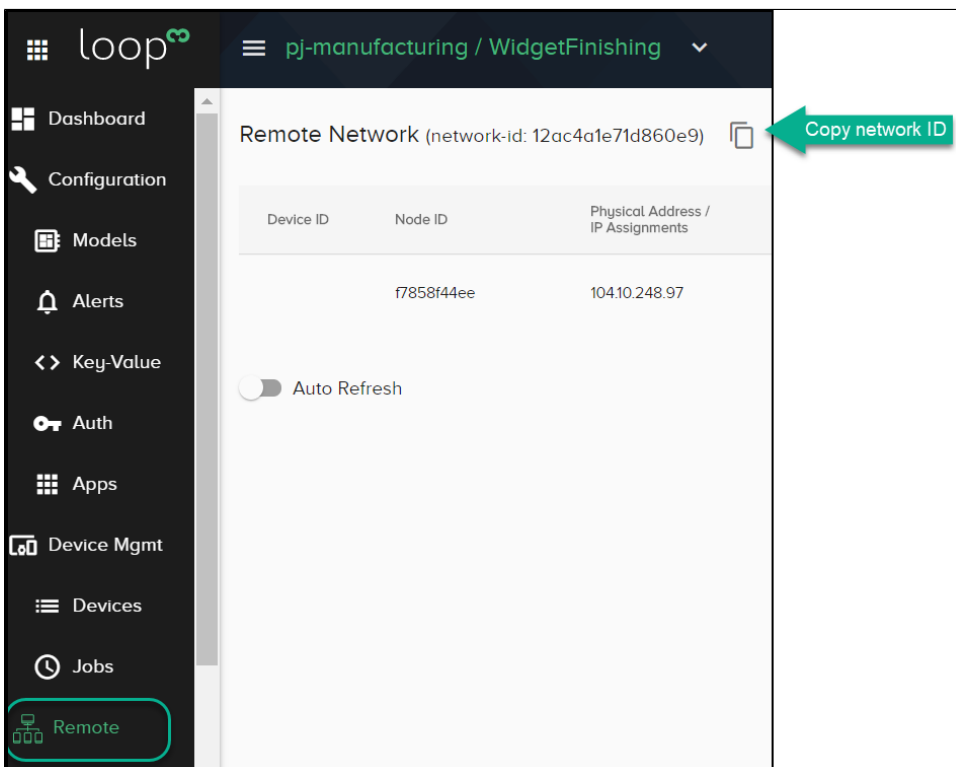 loop
pj-manufacturing / WidgetFinishing
Dashboard
Configuration
Models
Alerts
Key-Value
Auth
Apps
Device Mgmt
Devices
Jobs
Remote
Remote Network (network-id: 12ac4a1e71d860e9)
Copy network ID
Device ID
Node ID
Physical Address /
IP Assignments
f7858f44ee
104.10.248.97
Auto Refresh